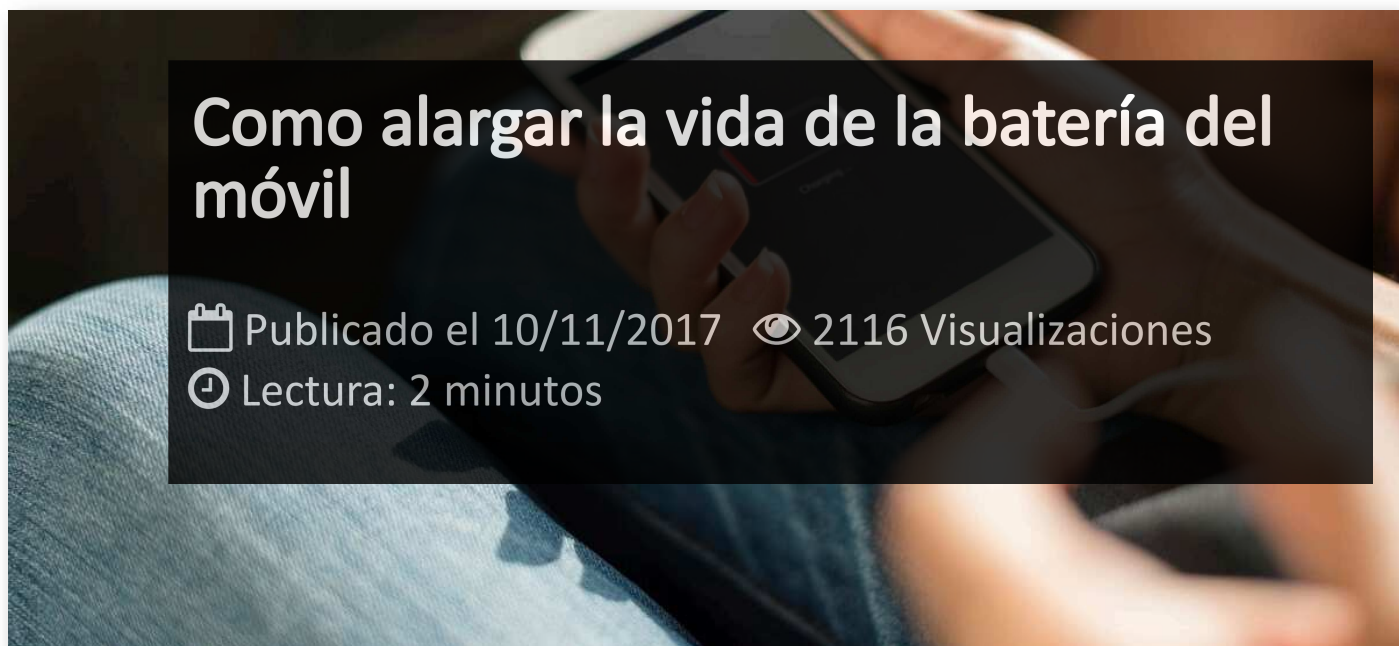 Como alargar la vida de la batería del
móvil
Publicado el 10/11/2017 2116 Visualizaciones
Lectura: 2 minutos
Charging...